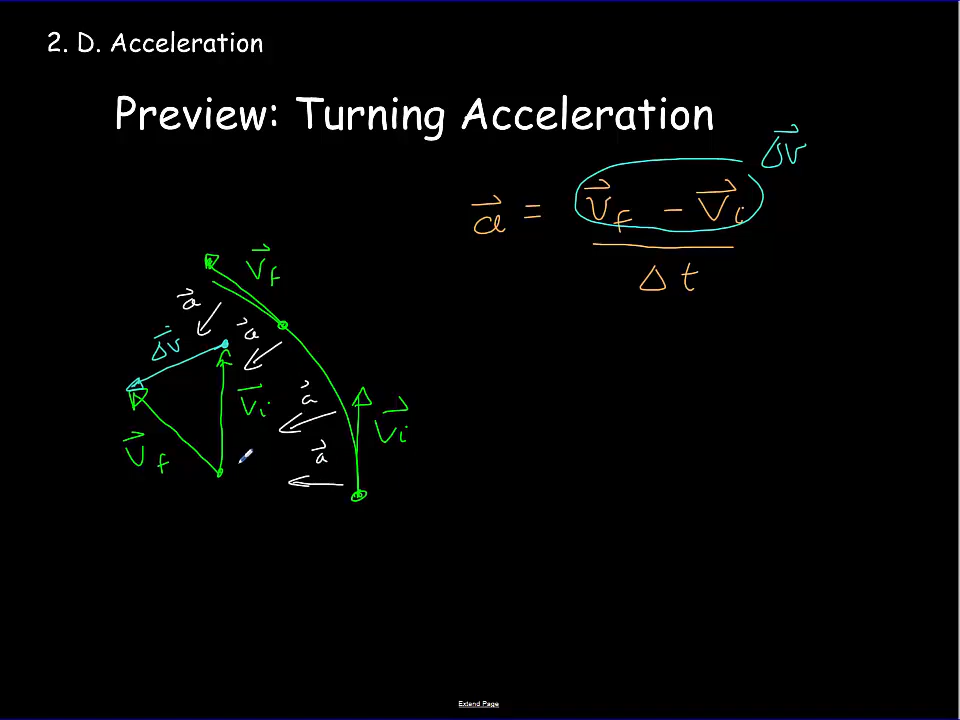 2. D. Acceleration
Preview: Turning Acceleration
Δv⃗
a⃗ = v⃗f − v⃗i
Δt
v⃗f
a⃗
a⃗
Δv⃗
v⃗i
a⃗
v⃗i
v⃗f
a⃗
Extend Page